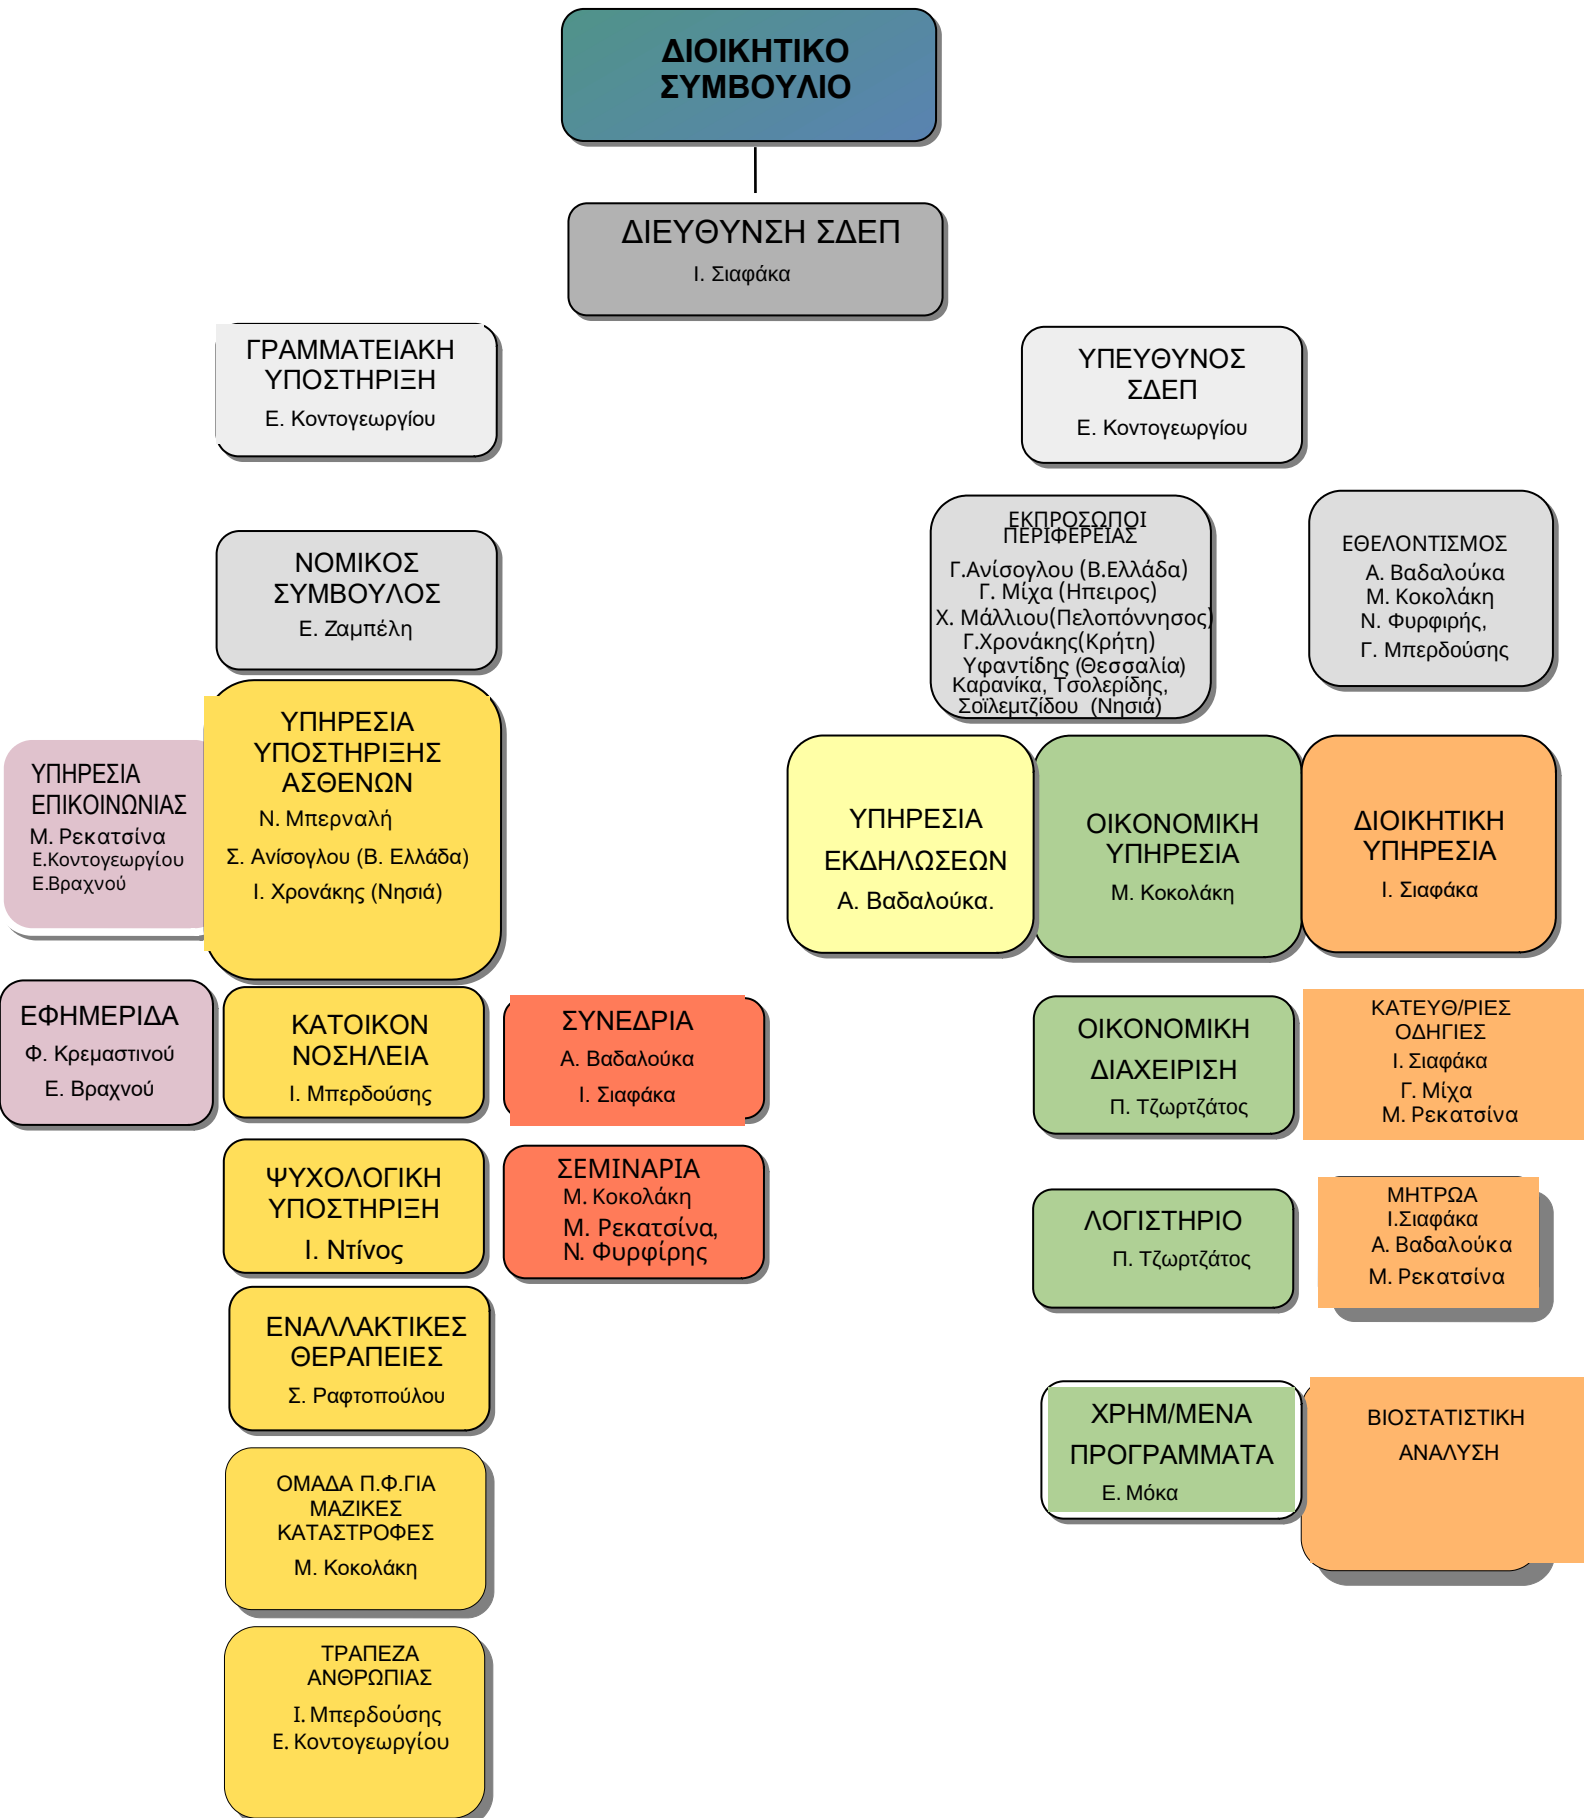 ΔΙΟΙΚΗΤΙΚΟ
ΣΥΜΒΟΥΛΙΟ
ΔΙΕΥΘΥΝΣΗ ΣΔΕΠ
Ι. Σιαφάκα
ΓΡΑΜΜΑΤΕΙΑΚΗ
ΥΠΟΣΤΗΡΙΞΗ
Ε. Κοντογεωργίου
ΥΠΕΥΘΥΝΟΣ
ΣΔΕΠ
Ε. Κοντογεωργίου
ΝΟΜΙΚΟΣ
ΣΥΜΒΟΥΛΟΣ
Ε. Ζαμπέλη
ΕΚΠΡΟΣΩΠΟΙ
ΠΕΡΙΦΕΡΕΙΑΣ
Γ.Ανίσογλου (Β.Ελλάδα)
Γ. Μίχα (Ηπειρος)
Χ. Μάλλιου(Πελοπόννησος)
Γ.Χρονάκης(Κρήτη)
Υφαντίδης (Θεσσαλία)
Καρανίκα, Τσολερίδης,
Σοϊλεμτζίδου (Νησιά)
ΕΘΕΛΟΝΤΙΣΜΟΣ
Α. Βαδαλούκα
Μ. Κοκολάκη
Ν. Φυρφιρής,
Γ. Μπερδούσης
ΥΠΗΡΕΣΙΑ
ΕΠΙΚΟΙΝΩΝΙΑΣ
Μ. Ρεκατσίνα
Ε.Κοντογεωργίου
Ε.Βραχνού
ΥΠΗΡΕΣΙΑ
ΥΠΟΣΤΗΡΙΞΗΣ
ΑΣΘΕΝΩΝ
Ν. Μπερναλή
Σ. Ανίσογλου (Β. Ελλάδα)
Ι. Χρονάκης (Νησιά)
ΥΠΗΡΕΣΙΑ
ΕΚΔΗΛΩΣΕΩΝ
Α. Βαδαλούκα.
ΟΙΚΟΝΟΜΙΚΗ
ΥΠΗΡΕΣΙΑ
Μ. Κοκολάκη
ΔΙΟΙΚΗΤΙΚΗ
ΥΠΗΡΕΣΙΑ
Ι. Σιαφάκα
ΕΦΗΜΕΡΙΔΑ
Φ. Κρεμαστινού
Ε. Βραχνού
ΚΑΤΟΙΚΟΝ
ΝΟΣΗΛΕΙΑ
Ι. Μπερδούσης
ΣΥΝΕΔΡΙΑ
Α. Βαδαλούκα
Ι. Σιαφάκα
ΟΙΚΟΝΟΜΙΚΗ
ΔΙΑΧΕΙΡΙΣΗ
Π. Τζωρτζάτος
ΚΑΤΕΥΘ/ΡΙΕΣ
ΟΔΗΓΙΕΣ
Ι. Σιαφάκα
Γ. Μίχα
Μ. Ρεκατσίνα
ΨΥΧΟΛΟΓΙΚΗ
ΥΠΟΣΤΗΡΙΞΗ
Ι. Ντίνος
ΣΕΜΙΝΑΡΙΑ
Μ. Κοκολάκη
Μ. Ρεκατσίνα,
Ν. Φυρφίρης
ΛΟΓΙΣΤΗΡΙΟ
Π. Τζωρτζάτος
ΜΗΤΡΩΑ
Ι.Σιαφάκα
Α. Βαδαλούκα
Μ. Ρεκατσίνα
ΕΝΑΛΛΑΚΤΙΚΕΣ
ΘΕΡΑΠΕΙΕΣ
Σ. Ραφτοπούλου
ΧΡΗΜ/ΜΕΝΑ
ΠΡΟΓΡΑΜΜΑΤΑ
Ε. Μόκα
ΒΙΟΣΤΑΤΙΣΤΙΚΗ
ΑΝΑΛΥΣΗ
ΟΜΑΔΑ Π.Φ.ΓΙΑ
ΜΑΖΙΚΕΣ
ΚΑΤΑΣΤΡΟΦΕΣ
Μ. Κοκολάκη
ΤΡΑΠΕΖΑ
ΑΝΘΡΩΠΙΑΣ
Ι. Μπερδούσης
Ε. Κοντογεωργίου